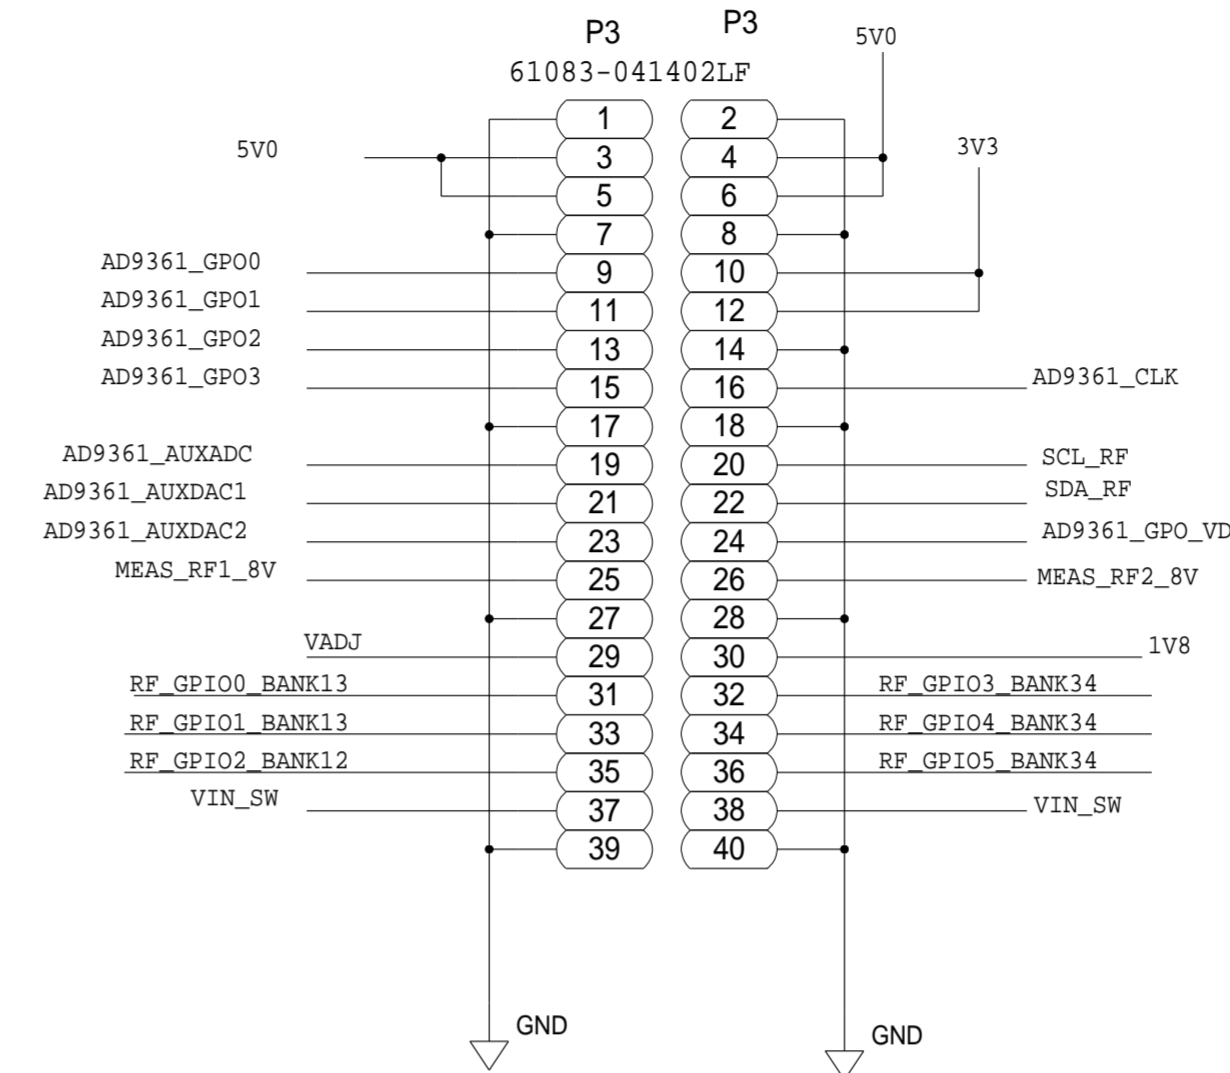 P3 P3
61083-041402LF
5V0
1 2
5V0 3 4 3V3
5 6
7 8
AD9361_GPO0 9 10
AD9361_GPO1 11 12
AD9361_GPO2 13 14
AD9361_GPO3 15 16 AD9361_CLK
17 18
AD9361_AUXADC 19 20 SCL_RF
AD9361_AUXDAC1 21 22 SDA_RF
AD9361_AUXDAC2 23 24 AD9361_GPO_VD
MEAS_RF1_8V 25 26 MEAS_RF2_8V
27 28
VADJ 29 30 1V8
RF_GPIO0_BANK13 31 32 RF_GPIO3_BANK34
RF_GPIO1_BANK13 33 34 RF_GPIO4_BANK34
RF_GPIO2_BANK12 35 36 RF_GPIO5_BANK34
VIN_SW 37 38 VIN_SW
39 40
GND GND